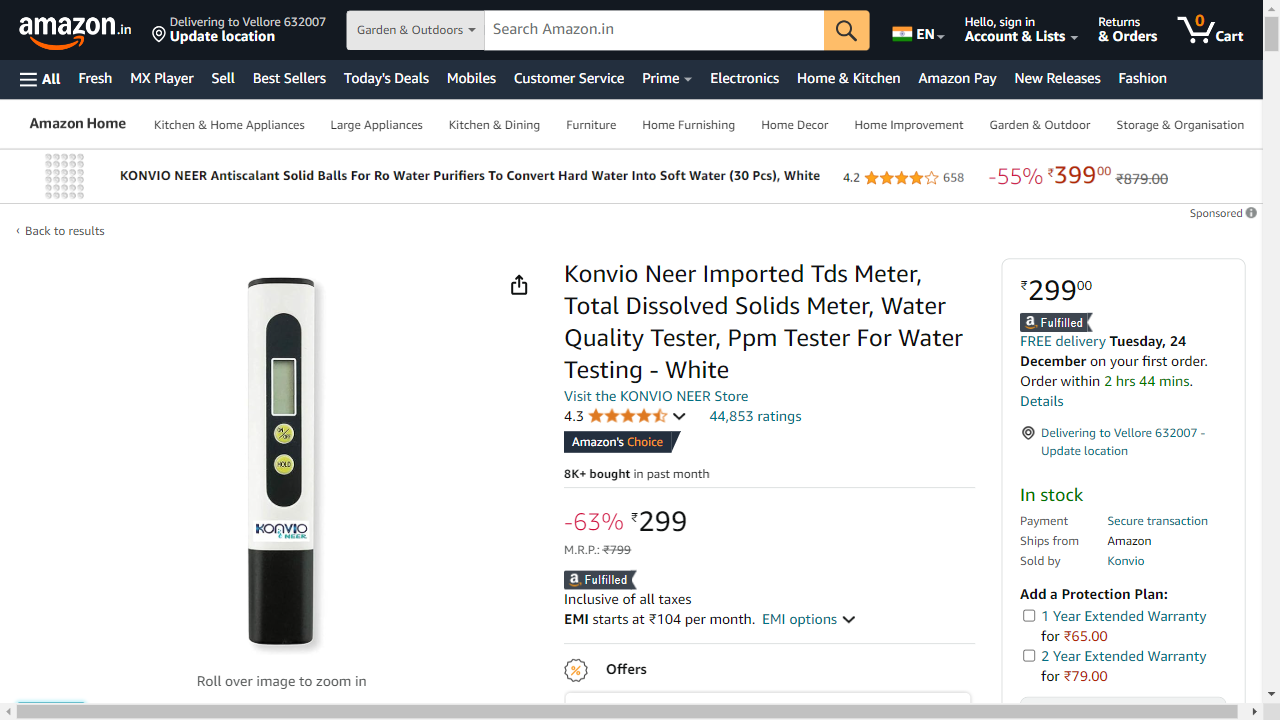 amazon.in
Delivering to Vellore 632007
Update location
Garden & Outdoors
Search Amazon.in
EN
Hello, sign in
Account & Lists
Returns
& Orders
0
Cart
All
Fresh
MX Player
Sell
Best Sellers
Today's Deals
Mobiles
Customer Service
Prime
Electronics
Home & Kitchen
Amazon Pay
New Releases
Fashion
Amazon Home
Kitchen & Home Appliances
Large Appliances
Kitchen & Dining
Furniture
Home Furnishing
Home Decor
Home Improvement
Garden & Outdoor
Storage & Organisation
KONVIO NEER Antiscalant Solid Balls For Ro Water Purifiers To Convert Hard Water Into Soft Water (30 Pcs), White
4.2
658
-55% ₹39900 ₹879.00
Sponsored
‹ Back to results
ON/OFF
HOLD
KONVIO
NEER
Roll over image to zoom in
Konvio Neer Imported Tds Meter,
Total Dissolved Solids Meter, Water
Quality Tester, Ppm Tester For Water
Testing - White
Visit the KONVIO NEER Store
4.3
44,853 ratings
Amazon's Choice
8K+ bought in past month
-63% ₹299
M.R.P.: ₹799
a Fulfilled
Inclusive of all taxes
EMI starts at ₹104 per month. EMI options
%
Offers
₹29900
a Fulfilled
FREE delivery Tuesday, 24
December on your first order.
Order within 2 hrs 44 mins.
Details
Delivering to Vellore 632007 -
Update location
In stock
Payment
Secure transaction
Ships from
Amazon
Sold by
Konvio
Add a Protection Plan:
1 Year Extended Warranty
for ₹65.00
2 Year Extended Warranty
for ₹79.00